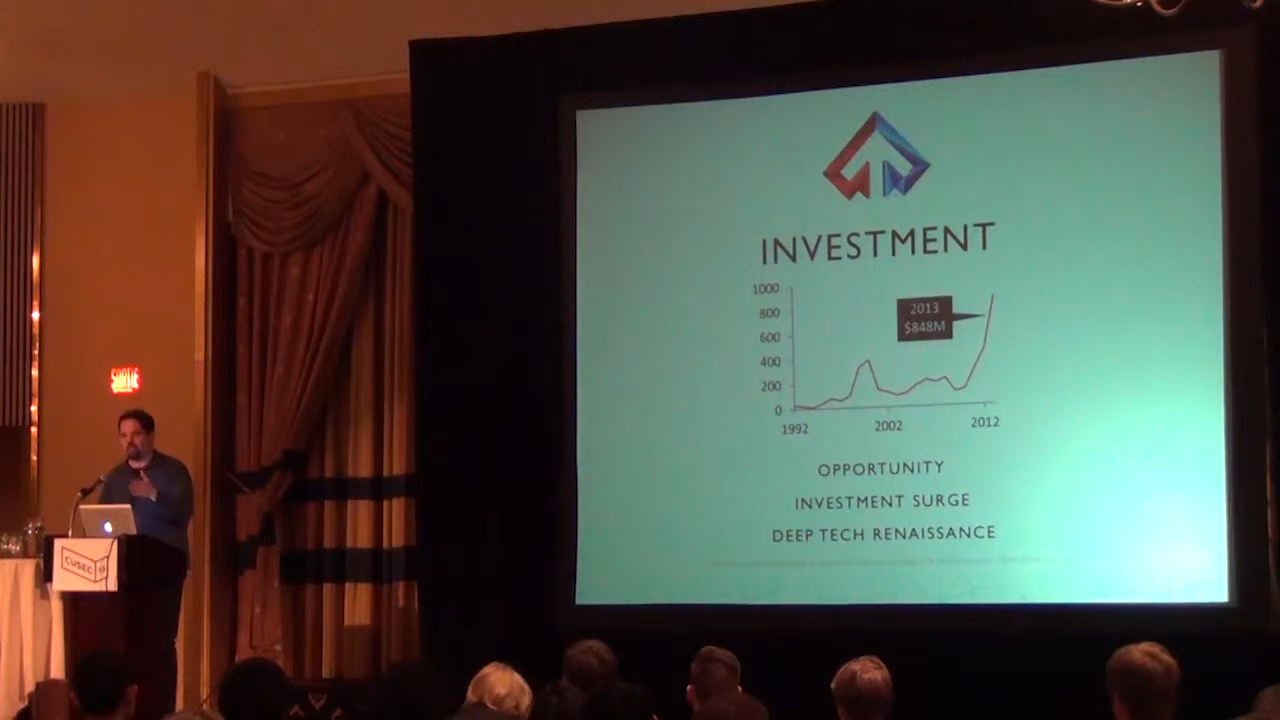 INVESTMENT
1000
800
600
400
200
0
2013
$848M
1992
2002
2012
OPPORTUNITY
INVESTMENT SURGE
DEEP TECH RENAISSANCE
SORTIE
CUSEC